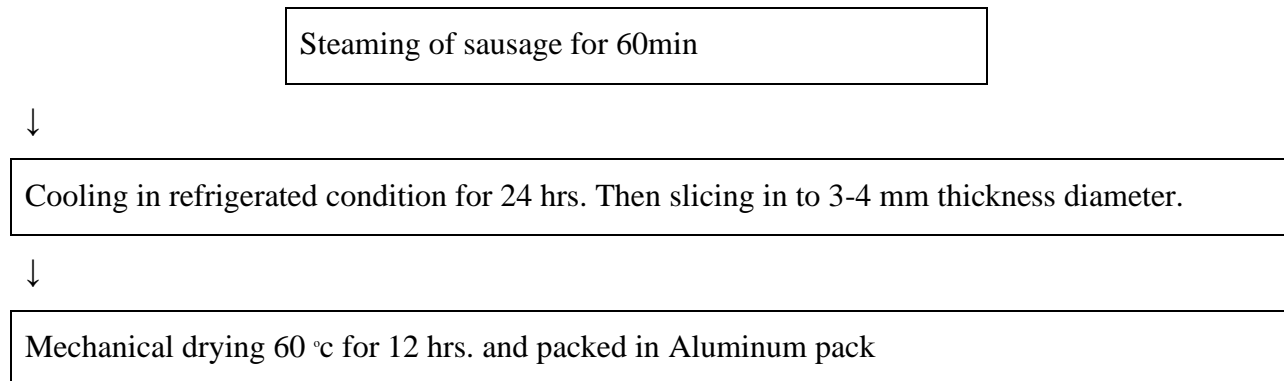 Steaming of sausage for 60min
↓
Cooling in refrigerated condition for 24 hrs. Then slicing in to 3-4 mm thickness diameter.
↓
Mechanical drying 60 °c for 12 hrs. and packed in Aluminum pack